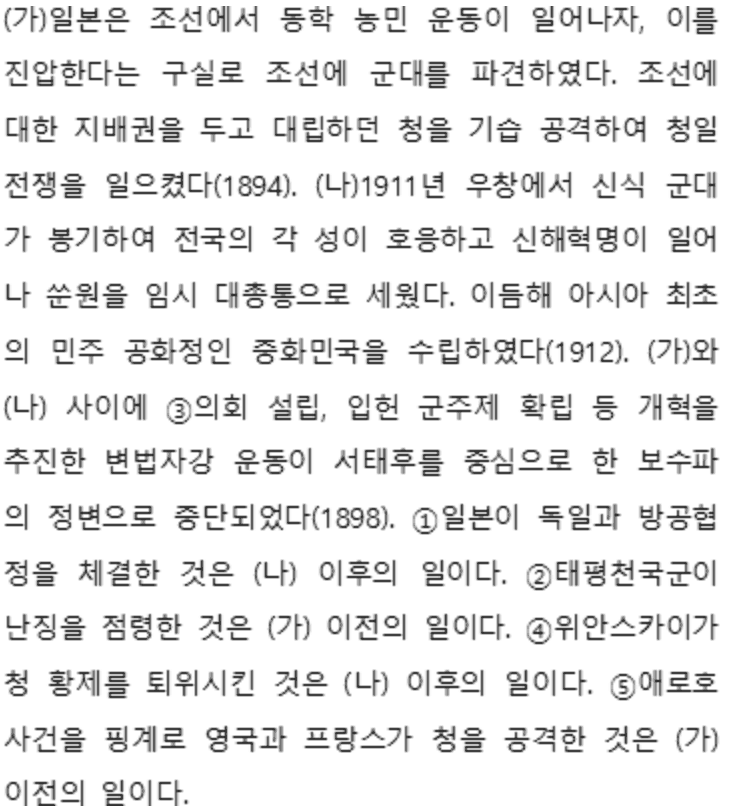 (가)일본은 조선에서 동학 농민 운동이 일어나자, 이를
진압한다는 구실로 조선에 군대를 파견하였다. 조선에
대한 지배권을 두고 대립하던 청을 기습 공격하여 청일
전쟁을 일으켰다(1894). (나)1911년 우창에서 신식 군대
가 봉기하여 전국의 각 성이 호응하고 신해혁명이 일어
나 쑨원을 임시 대총통으로 세웠다. 이듬해 아시아 최초
의 민주 공화정인 중화민국을 수립하였다(1912). (가)와
(나) 사이에 ③의회 설립, 입헌 군주제 확립 등 개혁을
추진한 변법자강 운동이 서태후를 중심으로 한 보수파
의 정변으로 중단되었다(1898). ①일본이 독일과 방공협
정을 체결한 것은 (나) 이후의 일이다. ②태평천국군이
난징을 점령한 것은 (가) 이전의 일이다. ④위안스카이가
청 황제를 퇴위시킨 것은 (나) 이후의 일이다. ⑤애로호
사건을 핑계로 영국과 프랑스가 청을 공격한 것은 (가)
이전의 일이다.